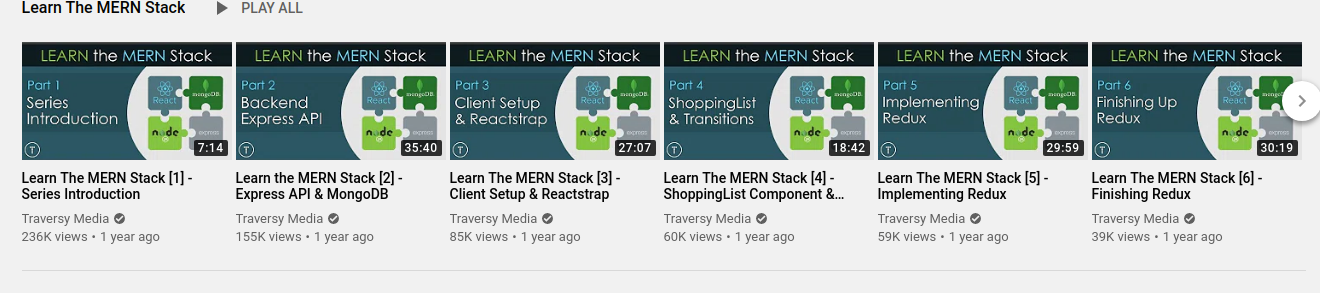 Learn The MERN Stack
PLAY ALL
LEARN the MERN Stack
Part 1
Series
Introduction
React
mongoDB
node
express
7:14
LEARN the MERN Stack
Part 2
Backend
Express API
React
mongoDB
node
express
35:40
LEARN the MERN Stack
Part 3
Client Setup
& Reactstrap
React
mongoDB
node
express
27:07
LEARN the MERN Stack
Part 4
ShoppingList
& Transitions
React
mongoDB
node
express
18:42
LEARN the MERN Stack
Part 5
Implementing
Redux
React
mongoDB
node
express
29:59
LEARN the MERN Stack
Part 6
Finishing Up
Redux
React
mongoDB
node
express
30:19
Learn The MERN Stack [1] -
Series Introduction
Traversy Media
236K views • 1 year ago
Learn the MERN Stack [2] -
Express API & MongoDB
Traversy Media
155K views • 1 year ago
Learn The MERN Stack [3] -
Client Setup & Reactstrap
Traversy Media
85K views • 1 year ago
Learn The MERN Stack [4] -
ShoppingList Component &...
Traversy Media
60K views • 1 year ago
Learn The MERN Stack [5] -
Implementing Redux
Traversy Media
59K views • 1 year ago
Learn The MERN Stack [6] -
Finishing Redux
Traversy Media
39K views • 1 year ago